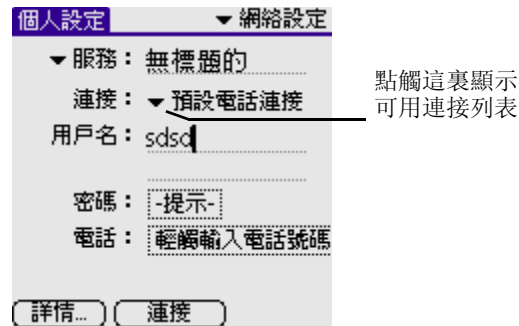 個人設定 ▼ 網絡設定
▼ 服務： 無標題的
連接： ▼ 預設電話連接
用戶名： sdsd
密碼： -提示-
電話： 輕觸輸入電話號碼
詳情... 連接
點觸這裏顯示
可用連接列表